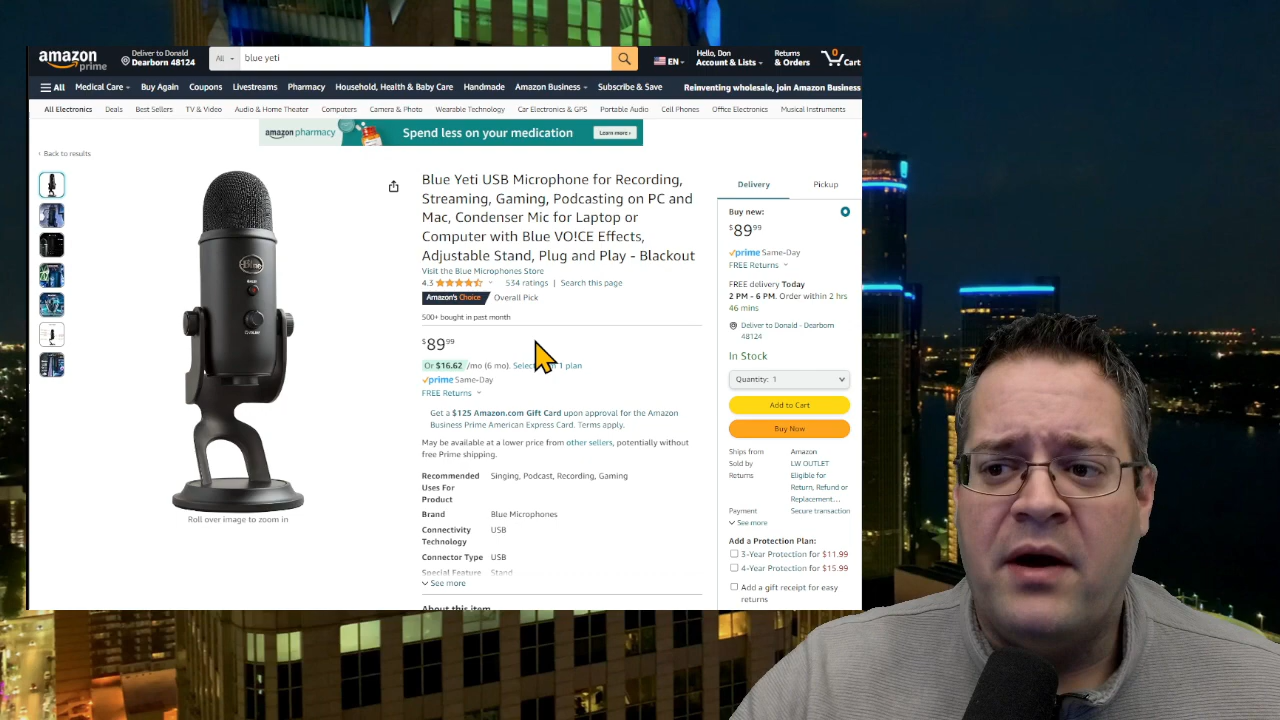 amazon
prime
Deliver to Donald
Dearborn 48124
All
blue yeti
EN
Hello, Don
Account & Lists
Returns
& Orders
0
Cart
All
Medical Care
Buy Again
Coupons
Livestreams
Pharmacy
Household, Health & Baby Care
Handmade
Amazon Business
Subscribe & Save
Reinventing wholesale, join Amazon Business
All Electronics
Deals
Best Sellers
TV & Video
Audio & Home Theater
Computers
Camera & Photo
Wearable Technology
Car Electronics & GPS
Portable Audio
Cell Phones
Office Electronics
Musical Instruments
amazon pharmacy
Spend less on your medication
Learn more ›
‹ Back to results
Blue Yeti USB Microphone for Recording,
Streaming, Gaming, Podcasting on PC and
Mac, Condenser Mic for Laptop or
Computer with Blue VO!CE Effects,
Adjustable Stand, Plug and Play - Blackout
Visit the Blue Microphones Store
4.3
534 ratings | Search this page
Amazon's Choice
Overall Pick
500+ bought in past month
$89.99
Or $16.62 /mo (6 mo). Select 1 plan
prime Same-Day
FREE Returns
Get a $125 Amazon.com Gift Card upon approval for the Amazon
Business Prime American Express Card. Terms apply.
May be available at a lower price from other sellers, potentially without
free Prime shipping.
Recommended
Uses For
Product
Singing, Podcast, Recording, Gaming
Brand
Blue Microphones
Connectivity
Technology
USB
Connector Type
USB
Special Feature
Stand
See more
About this item
Blue
Roll over image to zoom in
Delivery
Pickup
Buy new:
$89.99
prime Same-Day
FREE Returns
FREE delivery Today
2 PM - 6 PM. Order within 2 hrs
46 mins
Deliver to Donald - Dearborn
48124
In Stock
Quantity: 1
Add to Cart
Buy Now
Ships from
Amazon
Sold by
LW OUTLET
Returns
Eligible for
Return, Refund or
Replacement...
Payment
Secure transaction
See more
Add a Protection Plan:
3-Year Protection for $11.99
4-Year Protection for $15.99
Add a gift receipt for easy
returns